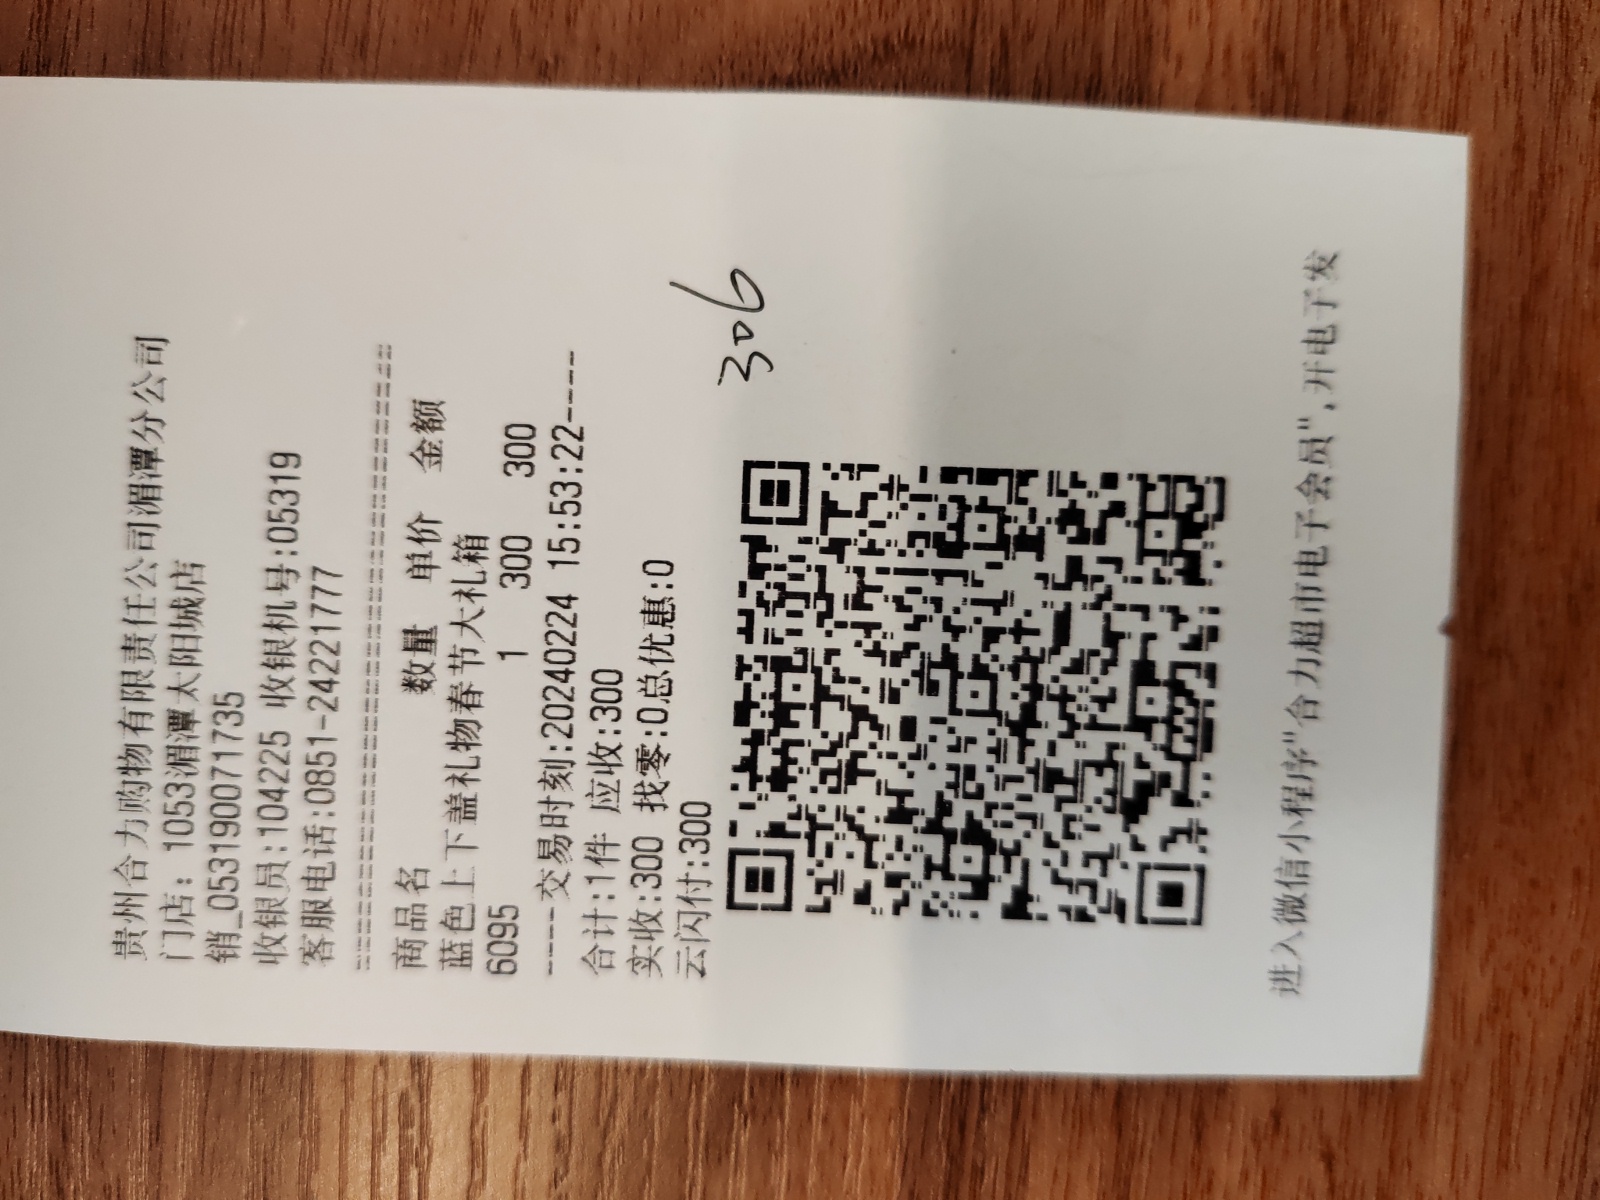 贵州合力购物有限责任公司湄潭分公司
门店: 1053湄潭太阳城店
销_0531900717​35
收银员:104225 收银机号:05319
客服电话:0851-24221777
商品名 数量 单价 金额
蓝色上下盖礼物春节大礼箱
6095 1 300 300
----交易时刻:20240224 15:53:22----
合计:1件 应收:300
实收:300 找零:0总优惠:0
云闪付:300
306
进入微信小程序"合力超市电子会员",开电子发